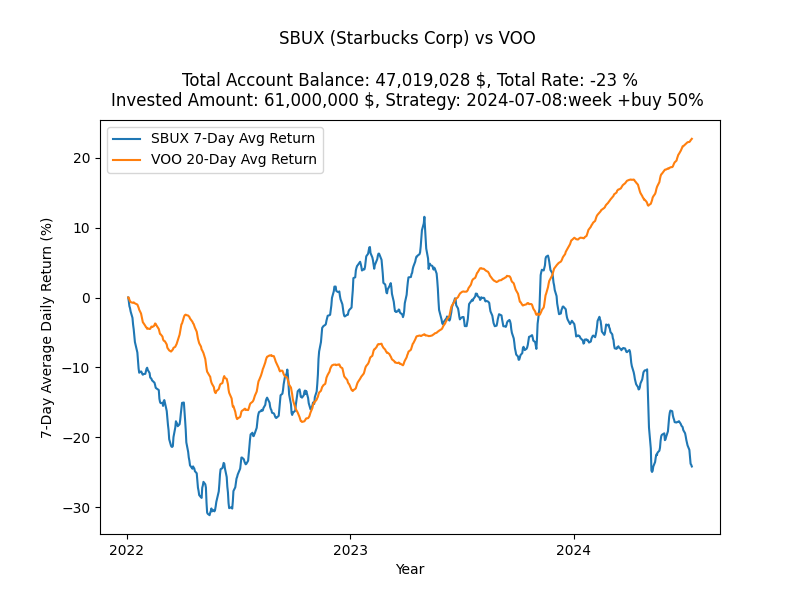 SBUX (Starbucks Corp) vs VOO
Total Account Balance: 47,019,028 $, Total Rate: -23 %
Invested Amount: 61,000,000 $, Strategy: 2024-07-08:week +buy 50%
SBUX 7-Day Avg Return
VOO 20-Day Avg Return
7-Day Average Daily Return (%)
20
10
0
−10
−20
−30
2022
2023
2024
Year